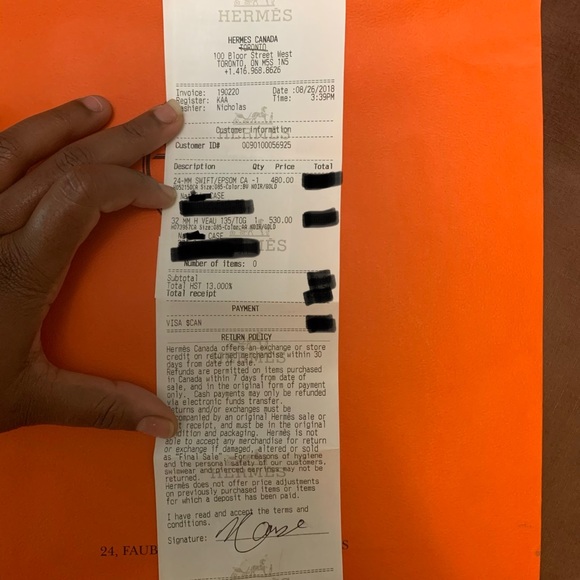 HERMÈS
HERMES CANADA
TORONTO
100 Bloor Street West
TORONTO, ON M5S 1N5
+1.416.968.8626
Invoice: 190220 Date :08/26/2018
Register: KAA Time: 3:39PM
Cashier: Nicholas
Customer information
HERMÈS
Customer ID# 0090100056925
Description Qty Price Total
24-MM SWIFT/EPSOM CA -1 480.00
CASE
32 MM H VEAU 135/TOG 1 530.00
CASE
HERMÈS
Number of items: 0
Subtotal
Total HST 13.000%
Total receipt
PAYMENT
VISA $CAN
RETURN POLICY
Hermès Canada offers an exchange or store
credit on returned merchandise within 30
days from date of sale.
HERMÈS
Refunds are permitted on items purchased
in Canada within 7 days from date of
sale, and in the original form of payment
only. Cash payments may only be refunded
via electronic funds transfer.
Returns and/or exchanges must be
accompanied by an original Hermès sale or
receipt, and must be in the original
condition and packaging. Hermès is not
able to accept any merchandise for return
or exchange if damaged, altered or sold
as "Final Sale". For reasons of hygiene
and the personal safety of our customers,
swimwear and pierced earrings may not be
returned.
HERMÈS
Hermès does not offer price adjustments
on previously purchased items or items
for which a deposit has been paid.
I have read and accept the terms and
conditions.
Signature:
24, FAUB
S